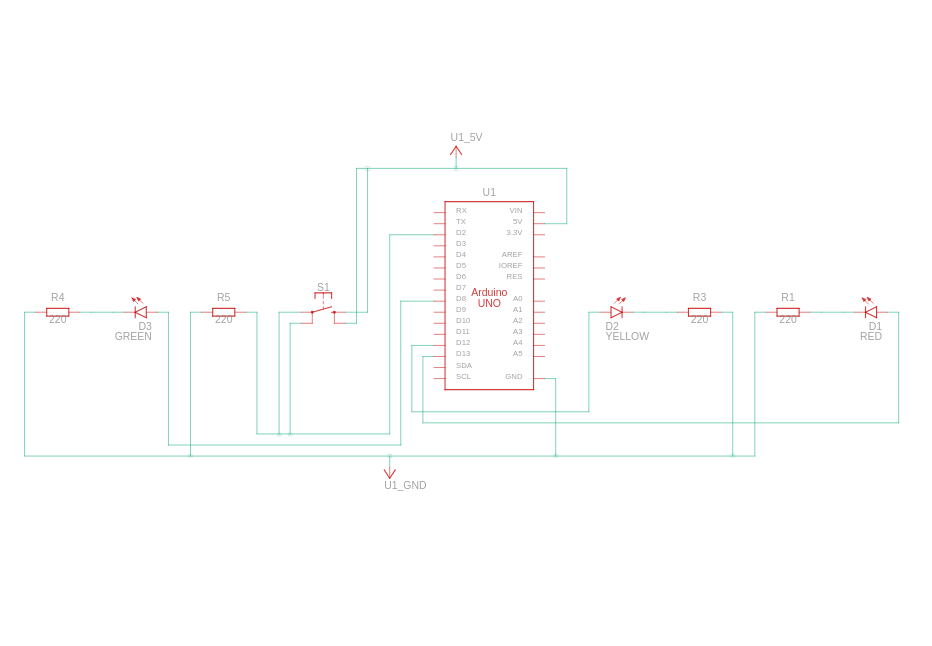 U1_5V
U1
RX
TX
D2
D3
D4
D5
D6
D7
D8
D9
D10
D11
D12
D13
SDA
SCL
VIN
5V
3.3V
AREF
IOREF
RES
A0
A1
A2
A3
A4
A5
GND
Arduino
UNO
R4
220
D3
GREEN
R5
220
S1
D2
YELLOW
R3
220
R1
220
D1
RED
U1_GND